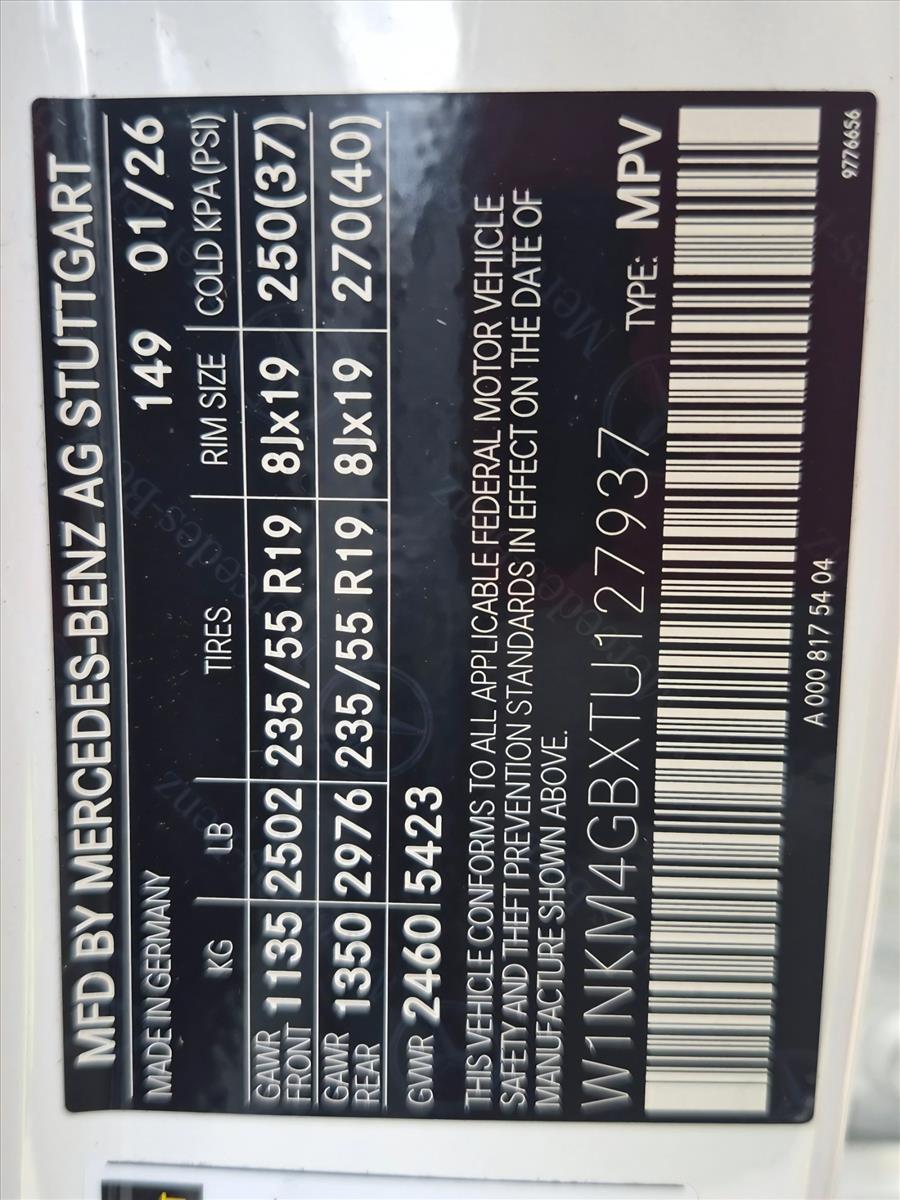 MFD BY MERCEDES-BENZ AG STUTTGART
MADE IN GERMANY 149 01/26
KG LB TIRES RIM SIZE COLD KPA(PSI)
GAWR FRONT 1135 2502 235/55 R19 8Jx19 250(37)
GAWR REAR 1350 2976 235/55 R19 8Jx19 270(40)
GVWR 2460 5423
THIS VEHICLE CONFORMS TO ALL APPLICABLE FEDERAL MOTOR VEHICLE
SAFETY AND THEFT PREVENTION STANDARDS IN EFFECT ON THE DATE OF
MANUFACTURE SHOWN ABOVE.
W1NKM4GBXTU127937 TYPE: MPV
A 000 817 54 04 9776656